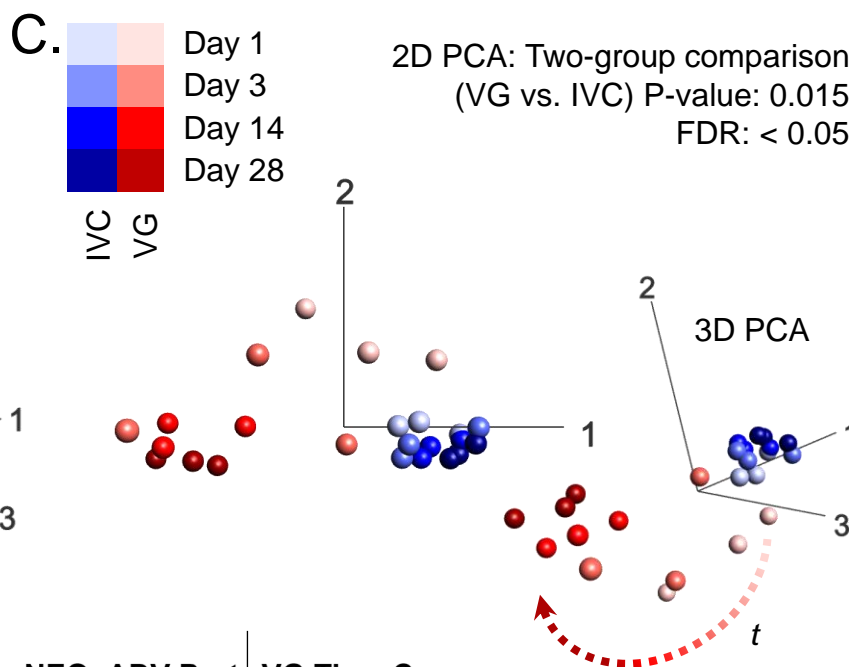 C.
Day 1
Day 3
Day 14
Day 28
IVC
VG
2D PCA: Two-group comparison
(VG vs. IVC) P-value: 0.015
FDR: < 0.05
2
1
1
3
2
3D PCA
3
t